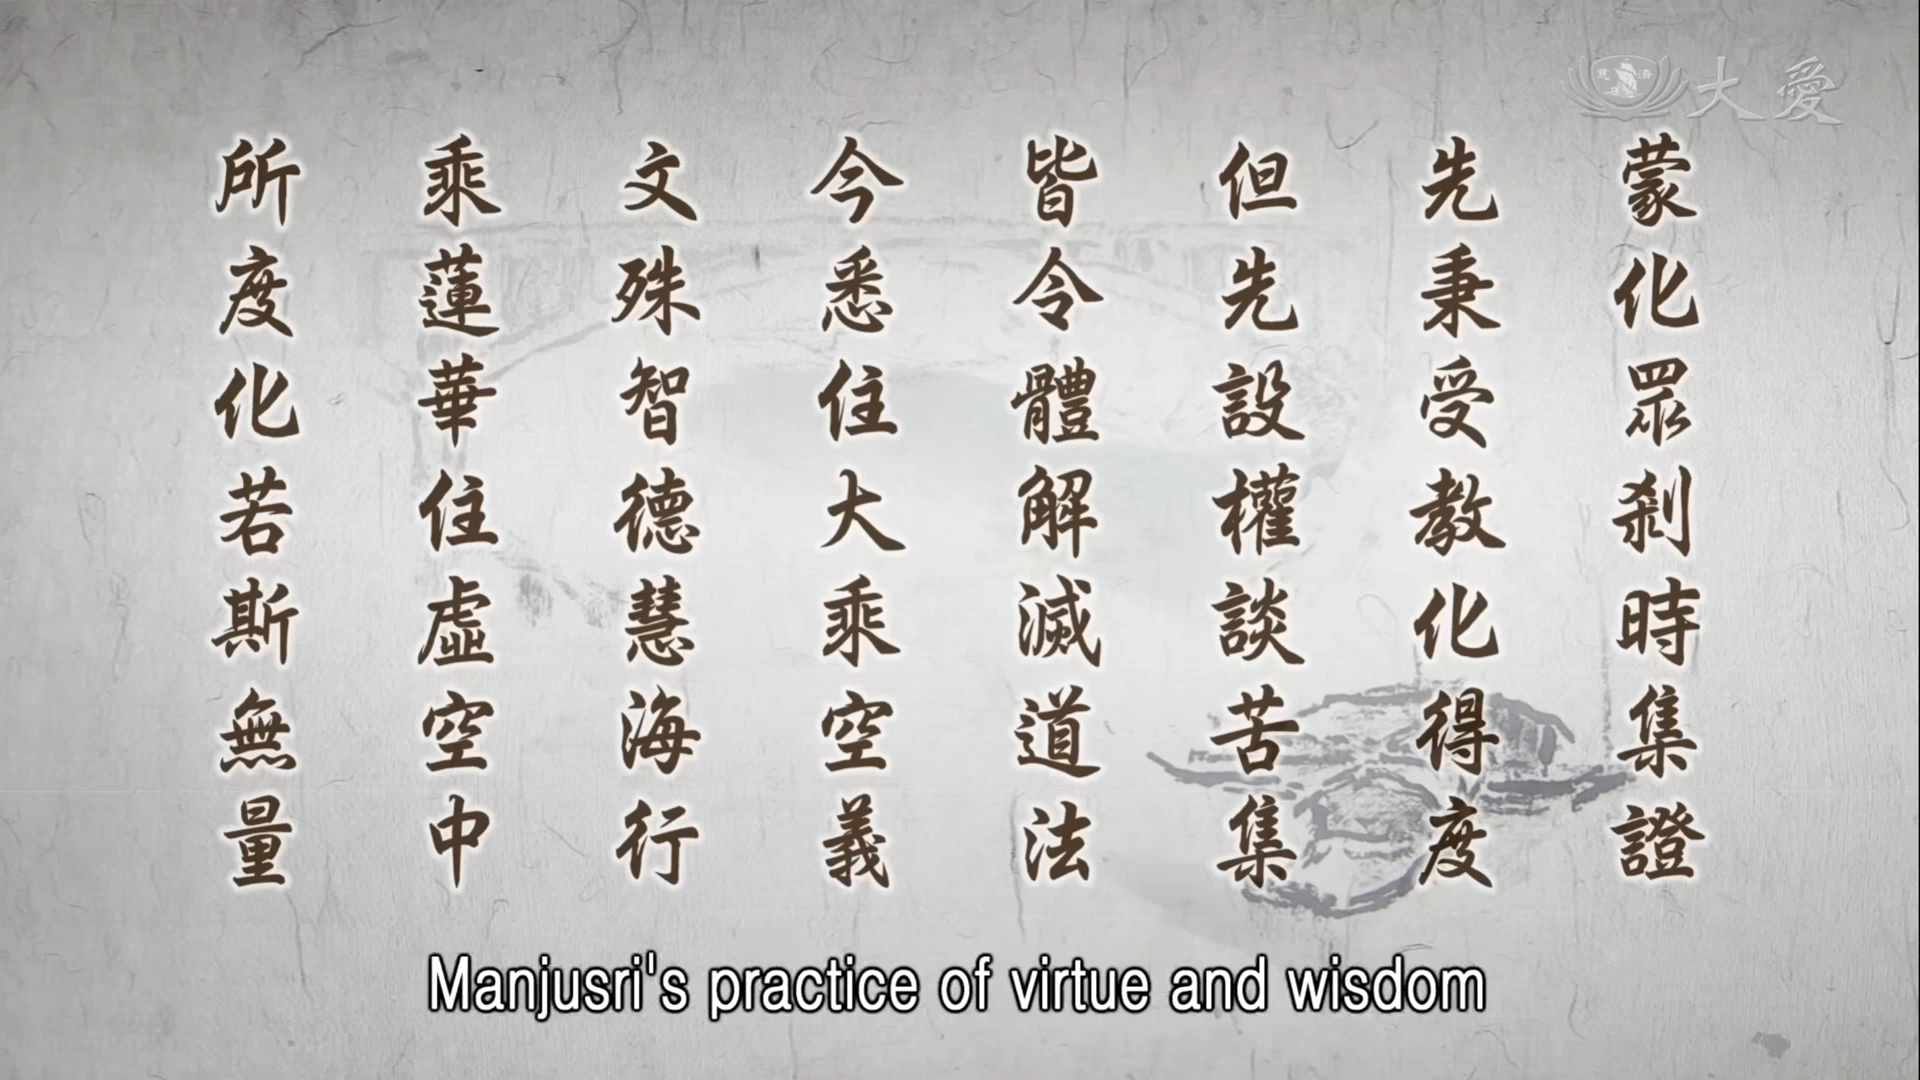 大愛
慈濟
蒙化眾剎時集證
先秉受教化得度
但先設權談苦集
皆令體解滅道法
今悉住大乘空義
文殊智德慧海行
乘蓮華住虛空中
所度化若斯無量
Manjusri's practice of virtue and wisdom